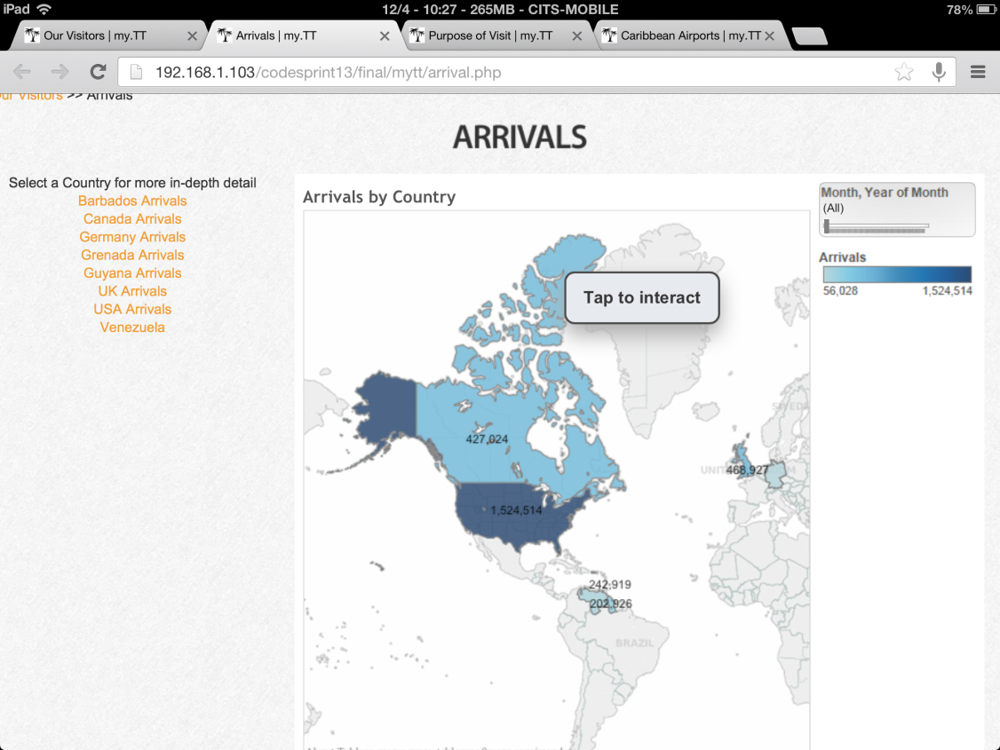 iPad 12/4 - 10:27 - 265MB - CITS-MOBILE 78%
Our Visitors | my.TT Arrivals | my.TT Purpose of Visit | my.TT Caribbean Airports | my.TT
192.168.1.103/codesprint13/final/mytt/arrival.php
ur Visitors >> Arrivals
ARRIVALS
Select a Country for more in-depth detail
Barbados Arrivals
Canada Arrivals
Germany Arrivals
Grenada Arrivals
Guyana Arrivals
UK Arrivals
USA Arrivals
Venezuela
Arrivals by Country
Month, Year of Month
(All)
Arrivals
56,028 1,524,514
Tap to interact
SWEDE
427,024
UNIT 468,927 M
1,524,514
242,919
202,926
BRAZIL